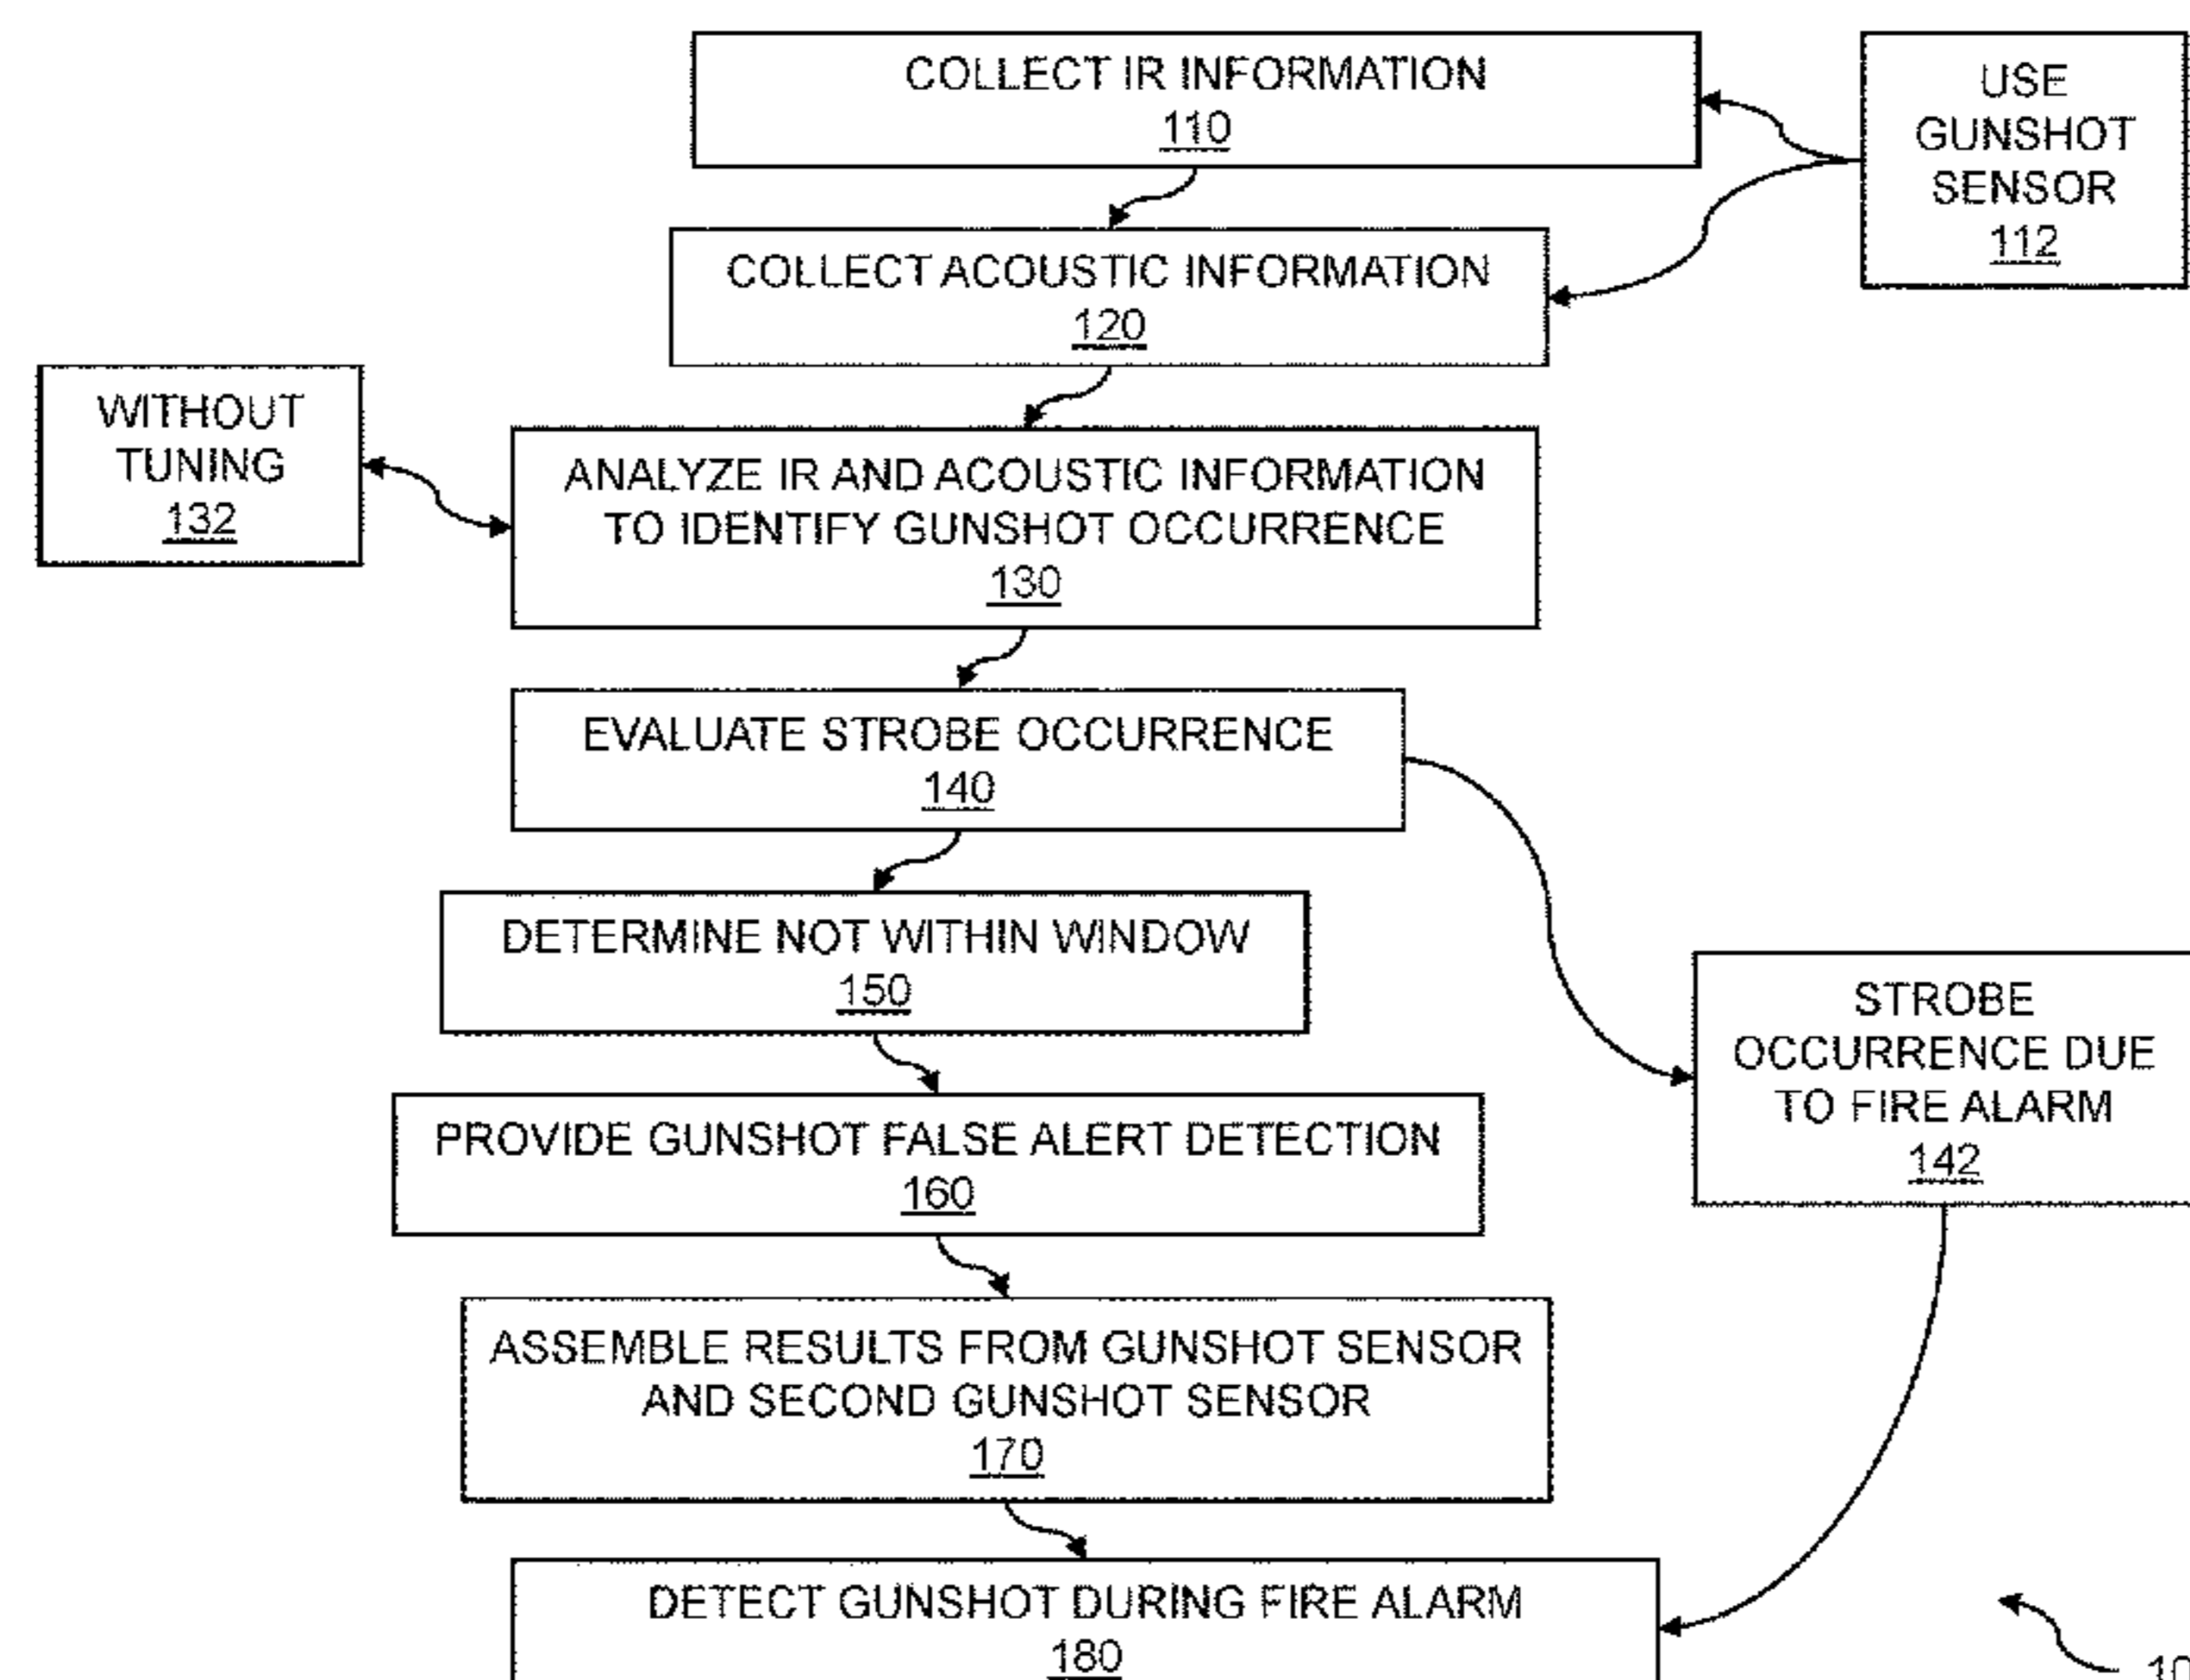 COLLECT IR INFORMATION
110
USE
GUNSHOT
SENSOR
112
COLLECT ACOUSTIC INFORMATION
120
WITHOUT
TUNING
132
ANALYZE IR AND ACOUSTIC INFORMATION
TO IDENTIFY GUNSHOT OCCURRENCE
130
EVALUATE STROBE OCCURRENCE
140
DETERMINE NOT WITHIN WINDOW
150
STROBE
OCCURRENCE DUE
TO FIRE ALARM
142
PROVIDE GUNSHOT FALSE ALERT DETECTION
160
ASSEMBLE RESULTS FROM GUNSHOT SENSOR
AND SECOND GUNSHOT SENSOR
170
DETECT GUNSHOT DURING FIRE ALARM
180